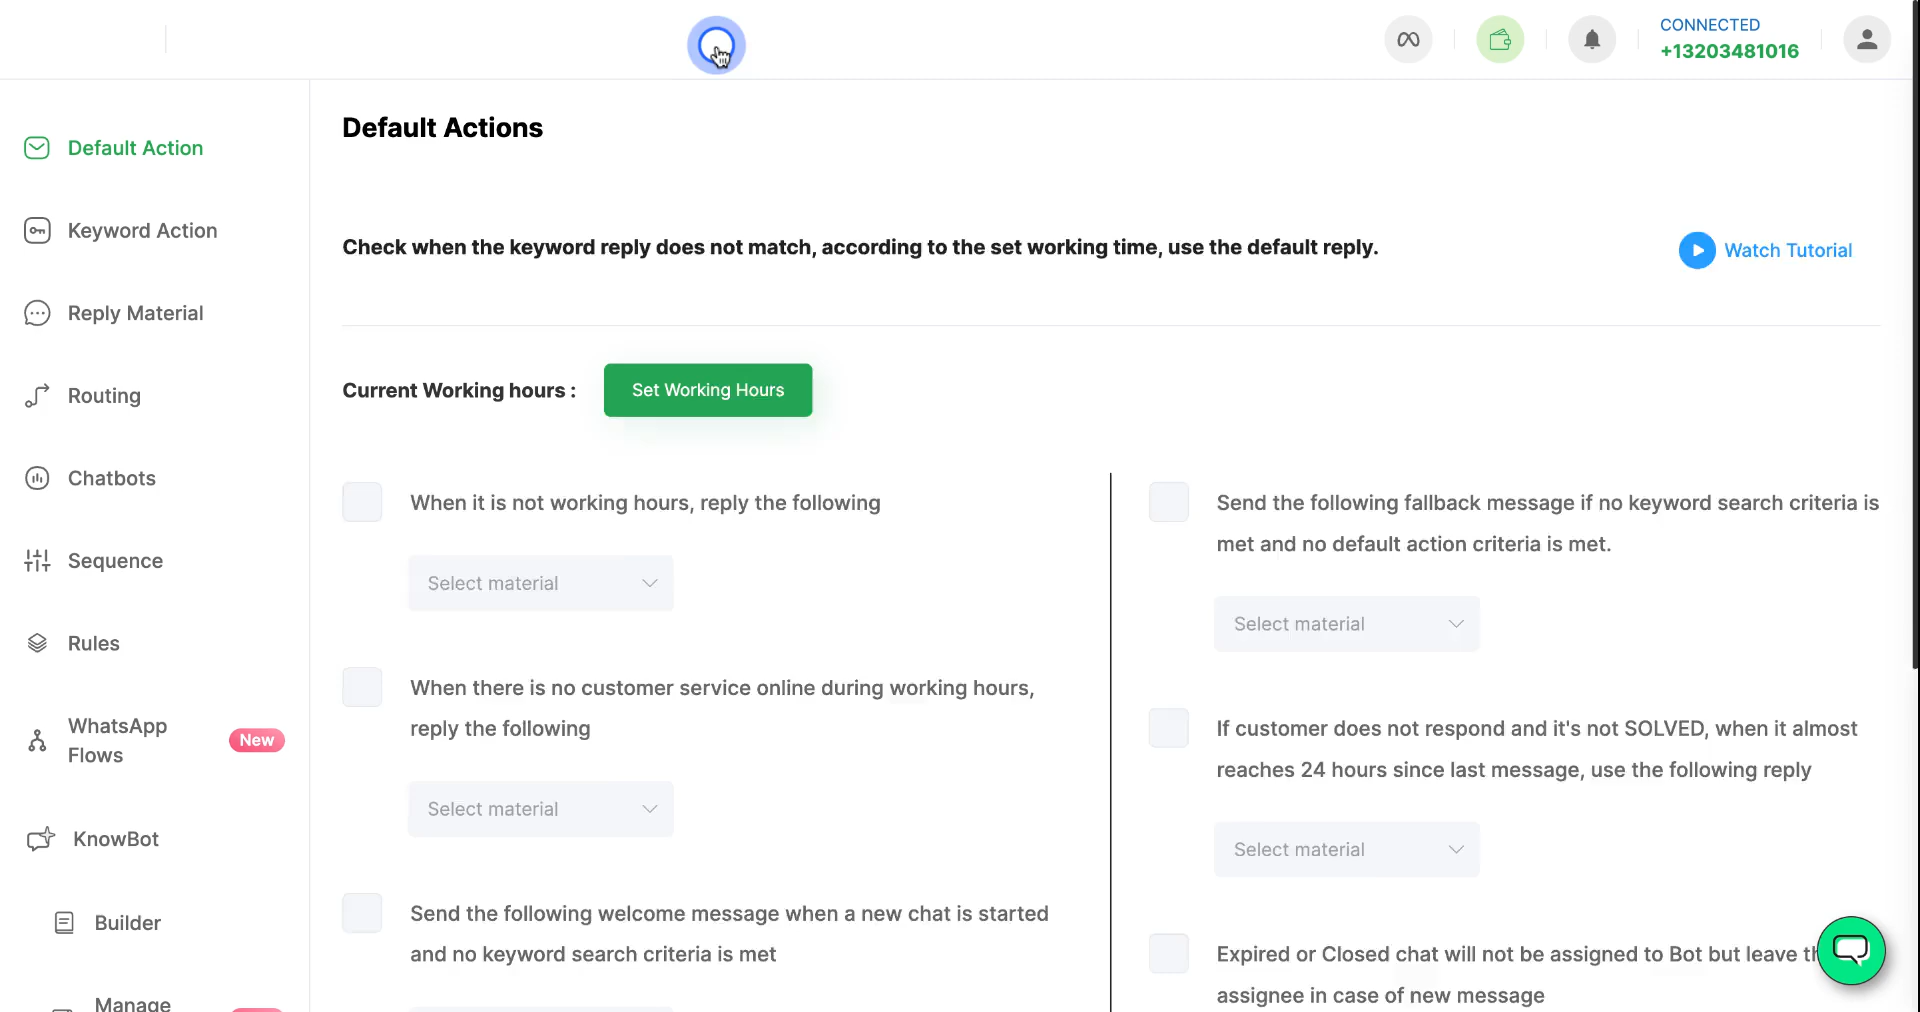 CONNECTED
+13203481016
Default Action
Keyword Action
Reply Material
Routing
Chatbots
Sequence
Rules
WhatsApp
Flows
New
KnowBot
Builder
Manage
Default Actions
Check when the keyword reply does not match, according to the set working time, use the default reply.
Watch Tutorial
Current Working hours :
Set Working Hours
When it is not working hours, reply the following
Select material
When there is no customer service online during working hours,
reply the following
Select material
Send the following welcome message when a new chat is started
and no keyword search criteria is met
Send the following fallback message if no keyword search criteria is
met and no default action criteria is met.
Select material
If customer does not respond and it's not SOLVED, when it almost
reaches 24 hours since last message, use the following reply
Select material
Expired or Closed chat will not be assigned to Bot but leave
assignee in case of new message